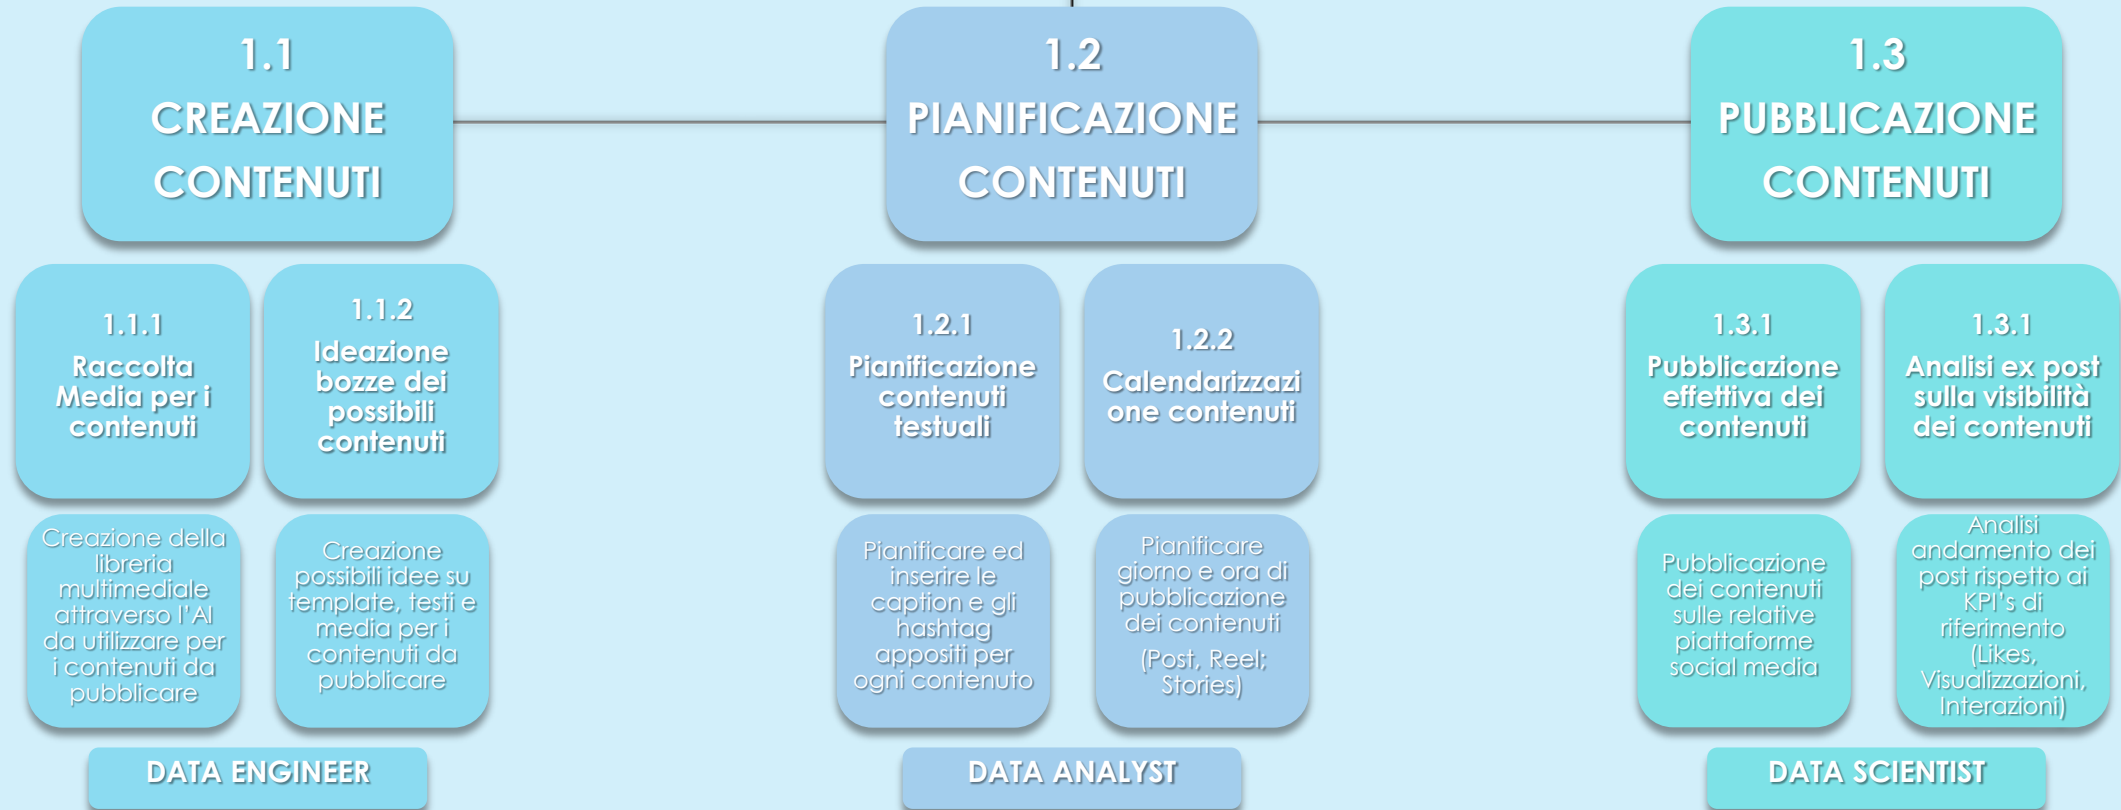 1.1
CREAZIONE
CONTENUTI
1.2
PIANIFICAZIONE
CONTENUTI
1.3
PUBBLICAZIONE
CONTENUTI
1.1.1
Raccolta
Media per i
contenuti
1.1.2
Ideazione
bozze dei
possibili
contenuti
1.2.1
Pianificazione
contenuti
testuali
1.2.2
Calendarizzazi
one contenuti
1.3.1
Pubblicazione
effettiva dei
contenuti
1.3.1
Analisi ex post
sulla visibilità
dei contenuti
Creazione della
libreria
multimediale
attraverso l'AI
da utilizzare per
i contenuti da
pubblicare
Creazione
possibili idee su
template, testi e
media per i
contenuti da
pubblicare
Pianificare ed
inserire le
caption e gli
hashtag
appositi per
ogni contenuto
Pianificare
giorno e ora di
pubblicazione
dei contenuti
(Post, Reel;
Stories)
Pubblicazione
dei contenuti
sulle relative
piattaforme
social media
Analisi
andamento dei
post rispetto ai
KPI's di
riferimento
(Likes,
Visualizzazioni,
Interazioni)
DATA ENGINEER
DATA ANALYST
DATA SCIENTIST